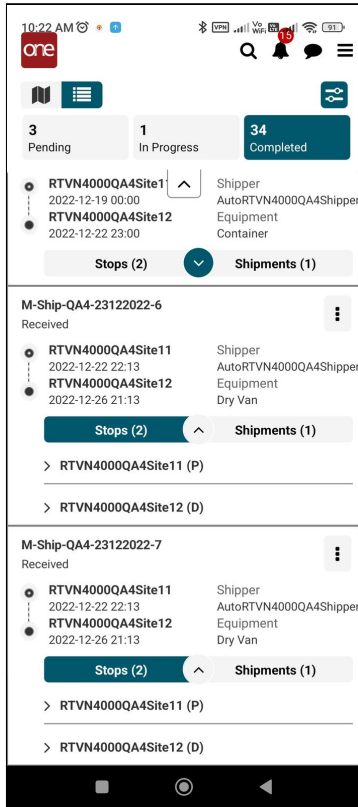 10:22 AM
VPN
Vo
WiFi
91
one
15
3
Pending
1
In Progress
34
Completed
RTVN4000QA4Site1
Shipper
2022-12-19 00:00
AutoRTVN4000QA4Shipper
RTVN4000QA4Site12
Equipment
2022-12-22 23:00
Container
Stops (2)
Shipments (1)
M-Ship-QA4-23122022-6
Received
RTVN4000QA4Site11
Shipper
2022-12-22 22:13
AutoRTVN4000QA4Shipper
RTVN4000QA4Site12
Equipment
2022-12-26 21:13
Dry Van
Stops (2)
Shipments (1)
RTVN4000QA4Site11 (P)
RTVN4000QA4Site12 (D)
M-Ship-QA4-23122022-7
Received
RTVN4000QA4Site11
Shipper
2022-12-22 22:13
AutoRTVN4000QA4Shipper
RTVN4000QA4Site12
Equipment
2022-12-26 21:13
Dry Van
Stops (2)
Shipments (1)
RTVN4000QA4Site11 (P)
RTVN4000QA4Site12 (D)